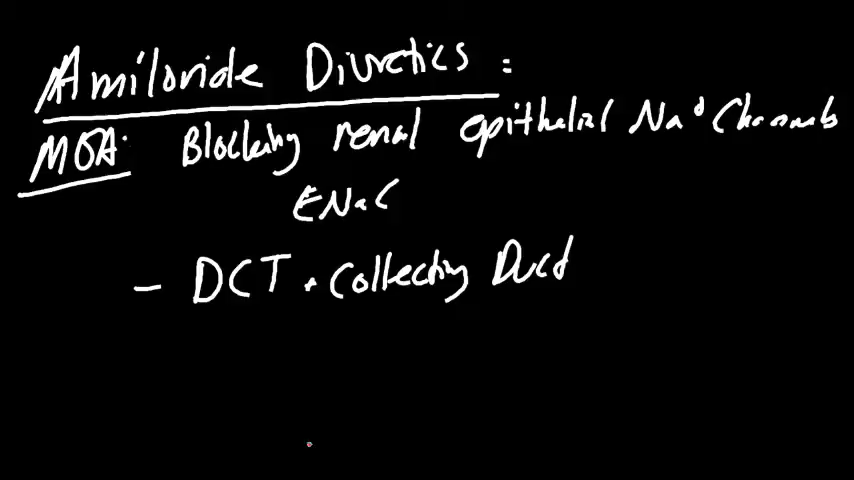 Amiloride Diuretics :
MOA: Blocking renal epithelial Na+ Channels
ENaC
- DCT + Collecting Duct